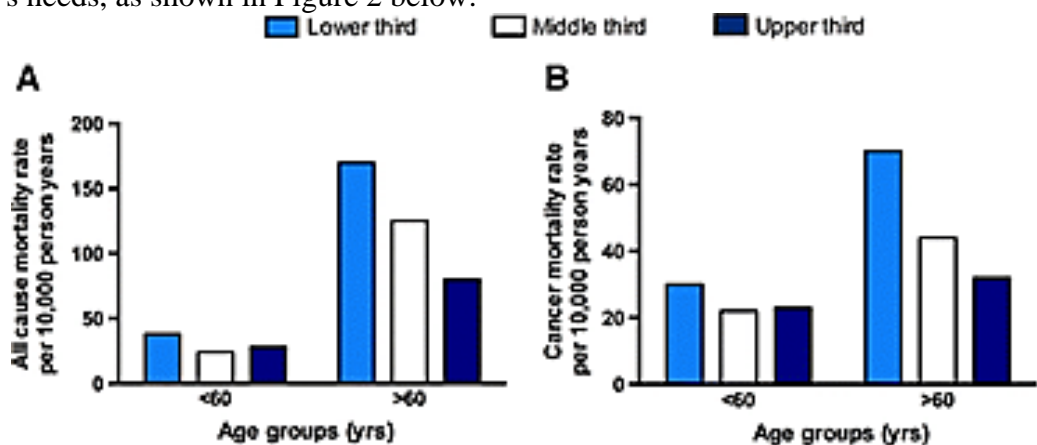 s needs, as shown in Figure 2 below.
Lower third Middle third Upper third
A B
All cause mortality rate
per 10,000 person years
200
150
100
50
0
<60 >60
Age groups (yrs)
Cancer mortality rate
per 10,000 person years
80
60
40
20
0
<60 >60
Age groups (yrs)